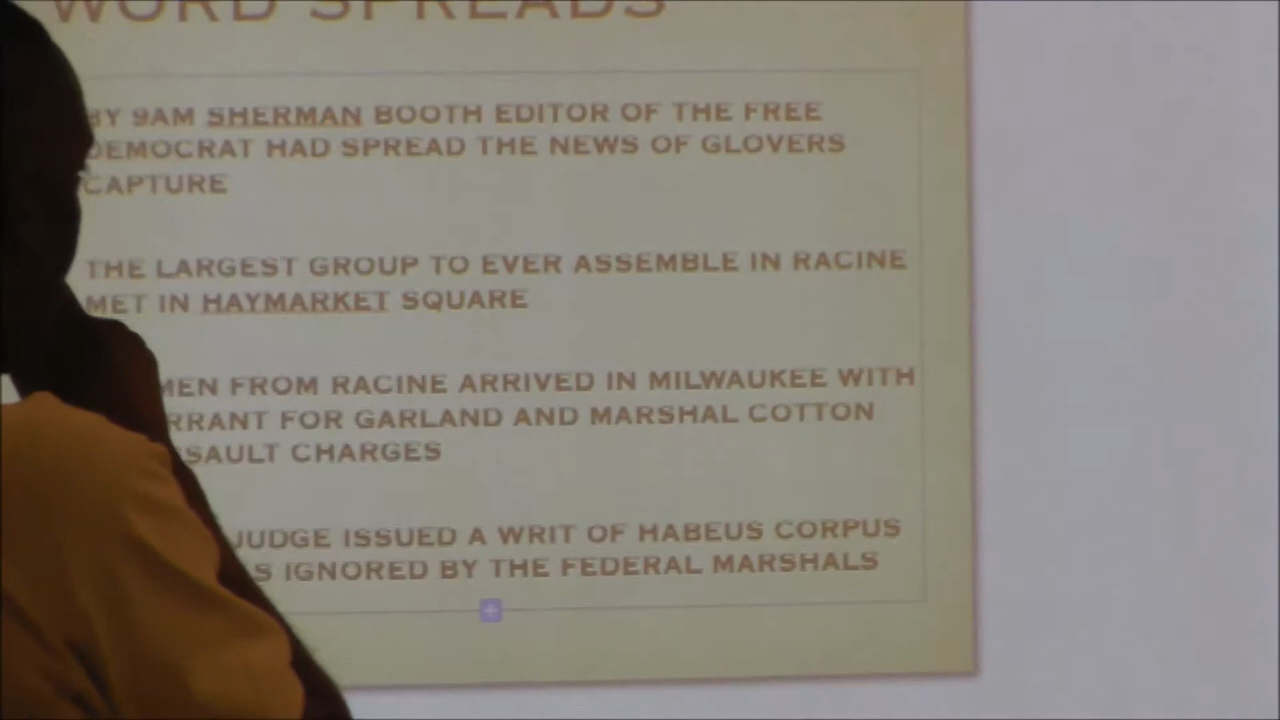 WORD SPREADS
BY 9AM SHERMAN BOOTH EDITOR OF THE FREE
DEMOCRAT HAD SPREAD THE NEWS OF GLOVERS
CAPTURE
THE LARGEST GROUP TO EVER ASSEMBLE IN RACINE
MET IN HAYMARKET SQUARE
MEN FROM RACINE ARRIVED IN MILWAUKEE WITH
FOR GARLAND AND MARSHAL COTTON
CHARGES
JUDGE ISSUED A WRIT OF HABEUS CORPUS
IGNORED BY THE FEDERAL MARSHALS